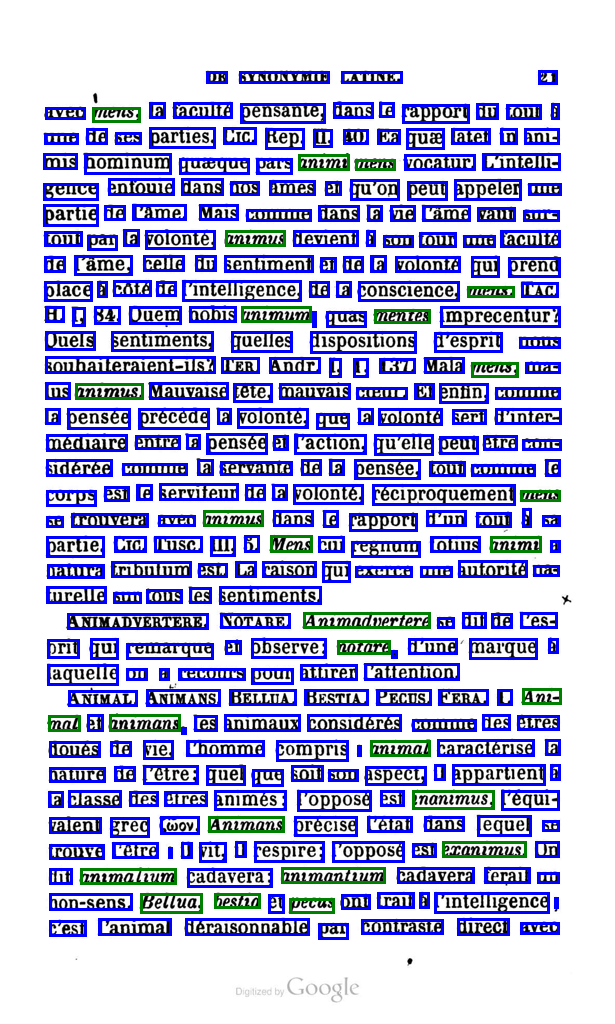 DE SYNONYMIE LATINE. 21
avec mens, la faculté pensante, dans le rapport du tout à
une de ses parties. CIC. Rep. II. 40. Ea quæ latet in ani-
mis hominum quæque pars animi mens vocatur. L'intelli-
gence enfouie dans nos âmes et qu'on peut appeler une
partie de l'âme. Mais comme dans la vie l'âme vaut sur-
tout par la volonté, animus devient à son tour une faculté
de l'âme, celle du sentiment et de la volonté qui prend
place à côté de l'intelligence, de la conscience, mens. TAC.
H. I, 84. Quem nobis animum, quas mentes imprecentur?
Quels sentiments, quelles dispositions d'esprit nous
souhaiteraient-ils? TER. Andr. I, 1, 137. Mala mens, ma-
lus animus. Mauvaise tête, mauvais cœur. Et enfin, comme
la pensée précède la volonté, que la volonté sert d'inter-
médiaire entre la pensée et l'action, qu'elle peut être con-
sidérée comme la servante de la pensée, tout comme le
corps est le serviteur de la volonté, réciproquement mens
se trouvera avec animus dans le rapport d'un tout à sa
partie. CIC. Tusc. III, 5. Mens cui regnum totius animi a
natura tributum est. La raison qui exerce une autorité na-
turelle sur tous les sentiments.
ANIMADVERTERE. NOTARE. Animadvertere se dit de l'es-
prit qui remarque et observe; notare, d'une marque à
laquelle on a recours pour attirer l'attention.
ANIMAL. ANIMANS. BELLUA. BESTIA. PECUS. FERA. 1. Ani-
mal et animans, les animaux considérés comme des êtres
doués de vie, l'homme compris : animal caractérise la
nature de l'être; quel que soit son aspect, il appartient à
la classe des êtres animés; l'opposé est inanimus, l'équi-
valent grec ζῶον. Animans précise l'état dans lequel se
trouve l'être : il vit, il respire; l'opposé est exanimus. Un
dit animalium cadavera; animantium cadavera serait un
non-sens. Bellua, bestia et pecus ont trait à l'intelligence;
c'est l'animal déraisonnable par contraste direct avec
Digitized by Google